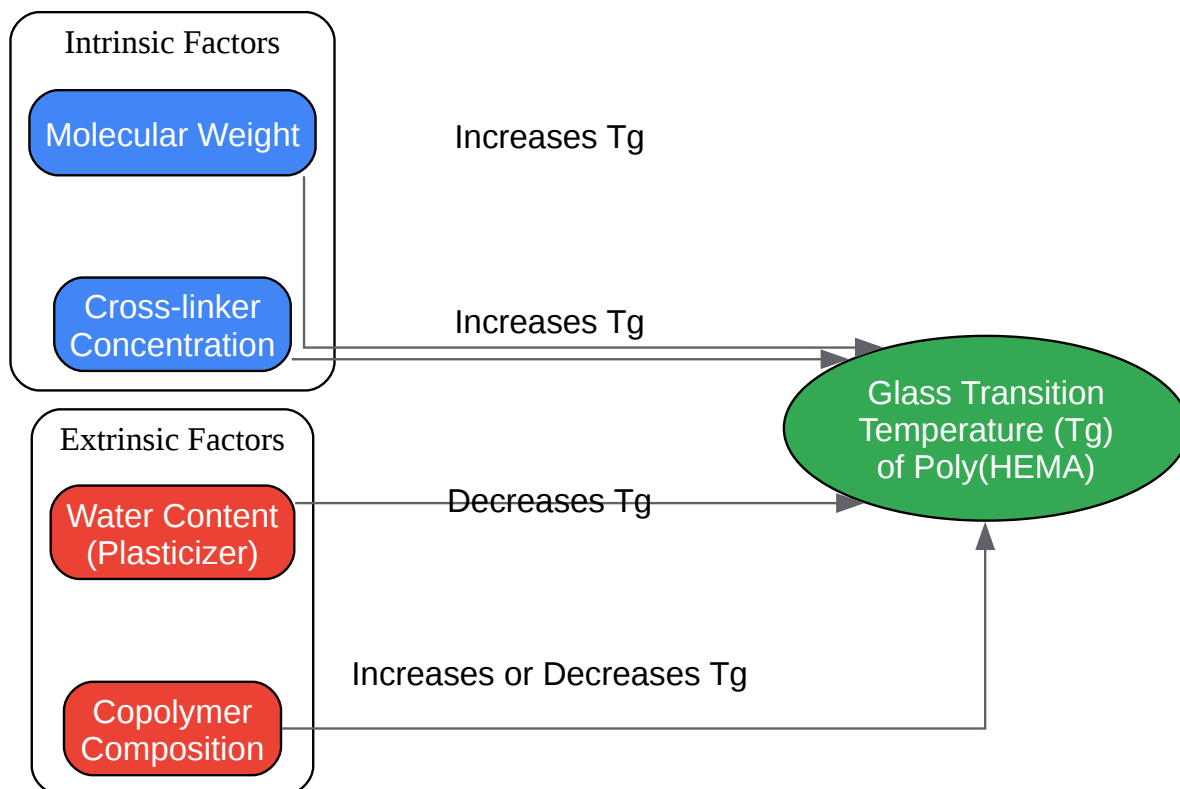 Intrinsic Factors
Molecular Weight
Increases Tg
Cross-linker
Concentration
Increases Tg
Glass Transition
Temperature (Tg)
of Poly(HEMA)
Extrinsic Factors
Water Content
(Plasticizer)
Decreases Tg
Copolymer
Composition
Increases or Decreases Tg